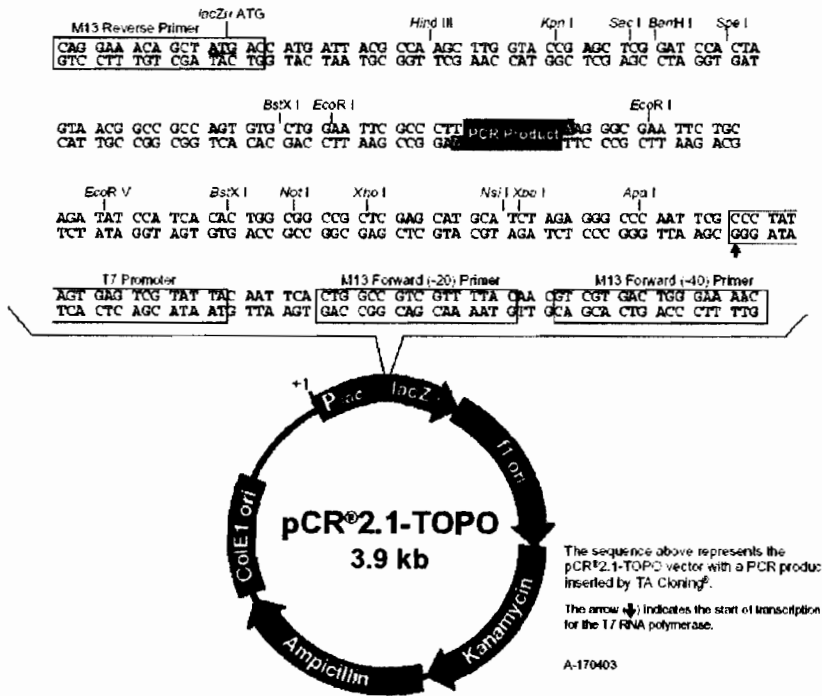 lacZα ATG
M13 Reverse Primer Hind III Kpn I Sac I BamH I Spe I
CAG GAA ACA GCT ATG ACC ATG ATT ACG CCA AGC TTG GTA CCG AGC TCG GAT CCA CTA
GTC CTT TGT CGA TAC TGG TAC TAA TGC GGT TCG AAC CAT GGC TCG AGC CTA GGT GAT
BstX I EcoR I EcoR I
GTA ACG GCC GCC AGT GTG CTG GAA TTC GCC CTT PCR Product AAG GGC GAA TTC TGC
CAT TGC CGG CGG TCA CAC GAC CTT AAG CGG GA TTC CCG CTT AAG ACG
EcoR V BstX I Not I Xho I Nsi I Xba I Apa I
AGA TAT CCA TCA CAC TGG CGG CCG CTC GAG CAT GCA TCT AGA GGG CCC AAT TCG CCC TAT
TCT ATA GGT AGT GTG ACC GCC GGC GAG CTC GTA CGT AGA TCT CCC GGG TTA AGC GGG ATA
T7 Promoter M13 Forward (-20) Primer M13 Forward (-40) Primer
AGT GAG TCG TAT TAC AAT TCA CTG GCC GTC GTT TTA CAA CGT CGT GAC TGG GAA AAC
TCA CTC AGC ATA ATG TTA AGT GAC CGG CAG CAA AAT GTT GCA GCA CTG ACC CTT TTG
+1
P lac lacZ
f1 ori
ColE1 ori
pCR®2.1-TOPO
3.9 kb
Kanamycin
Ampicillin
The sequence above represents the
pCR®2.1-TOPO vector with a PCR produc
inserted by TA Cloning®.
The arrow (↓) indicates the start of transcription
for the T7 RNA polymerase.
A-170403